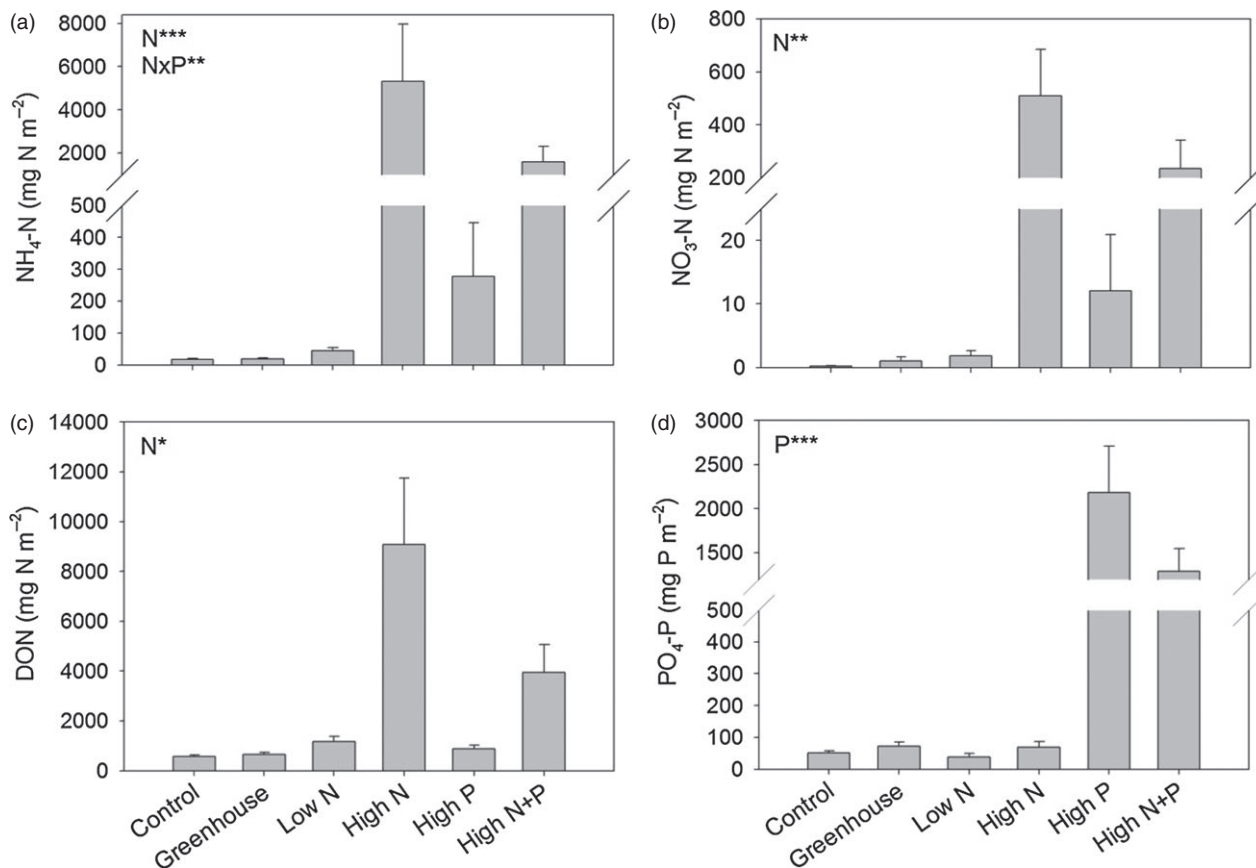 (a)
N***
NxP**
NH₄-N (mg N m⁻²)
8000
6000
4000
2000
500
400
300
200
100
0
(b)
N**
NO₃-N (mg N m⁻²)
800
600
400
200
20
10
0
(c)
N*
DON (mg N m⁻²)
14000
12000
10000
8000
6000
4000
2000
0
Control
Greenhouse
Low N
High N
High P
High N+P
(d)
P***
PO₄-P (mg P m⁻²)
3000
2500
2000
1500
500
400
300
200
100
0
Control
Greenhouse
Low N
High N
High P
High N+P